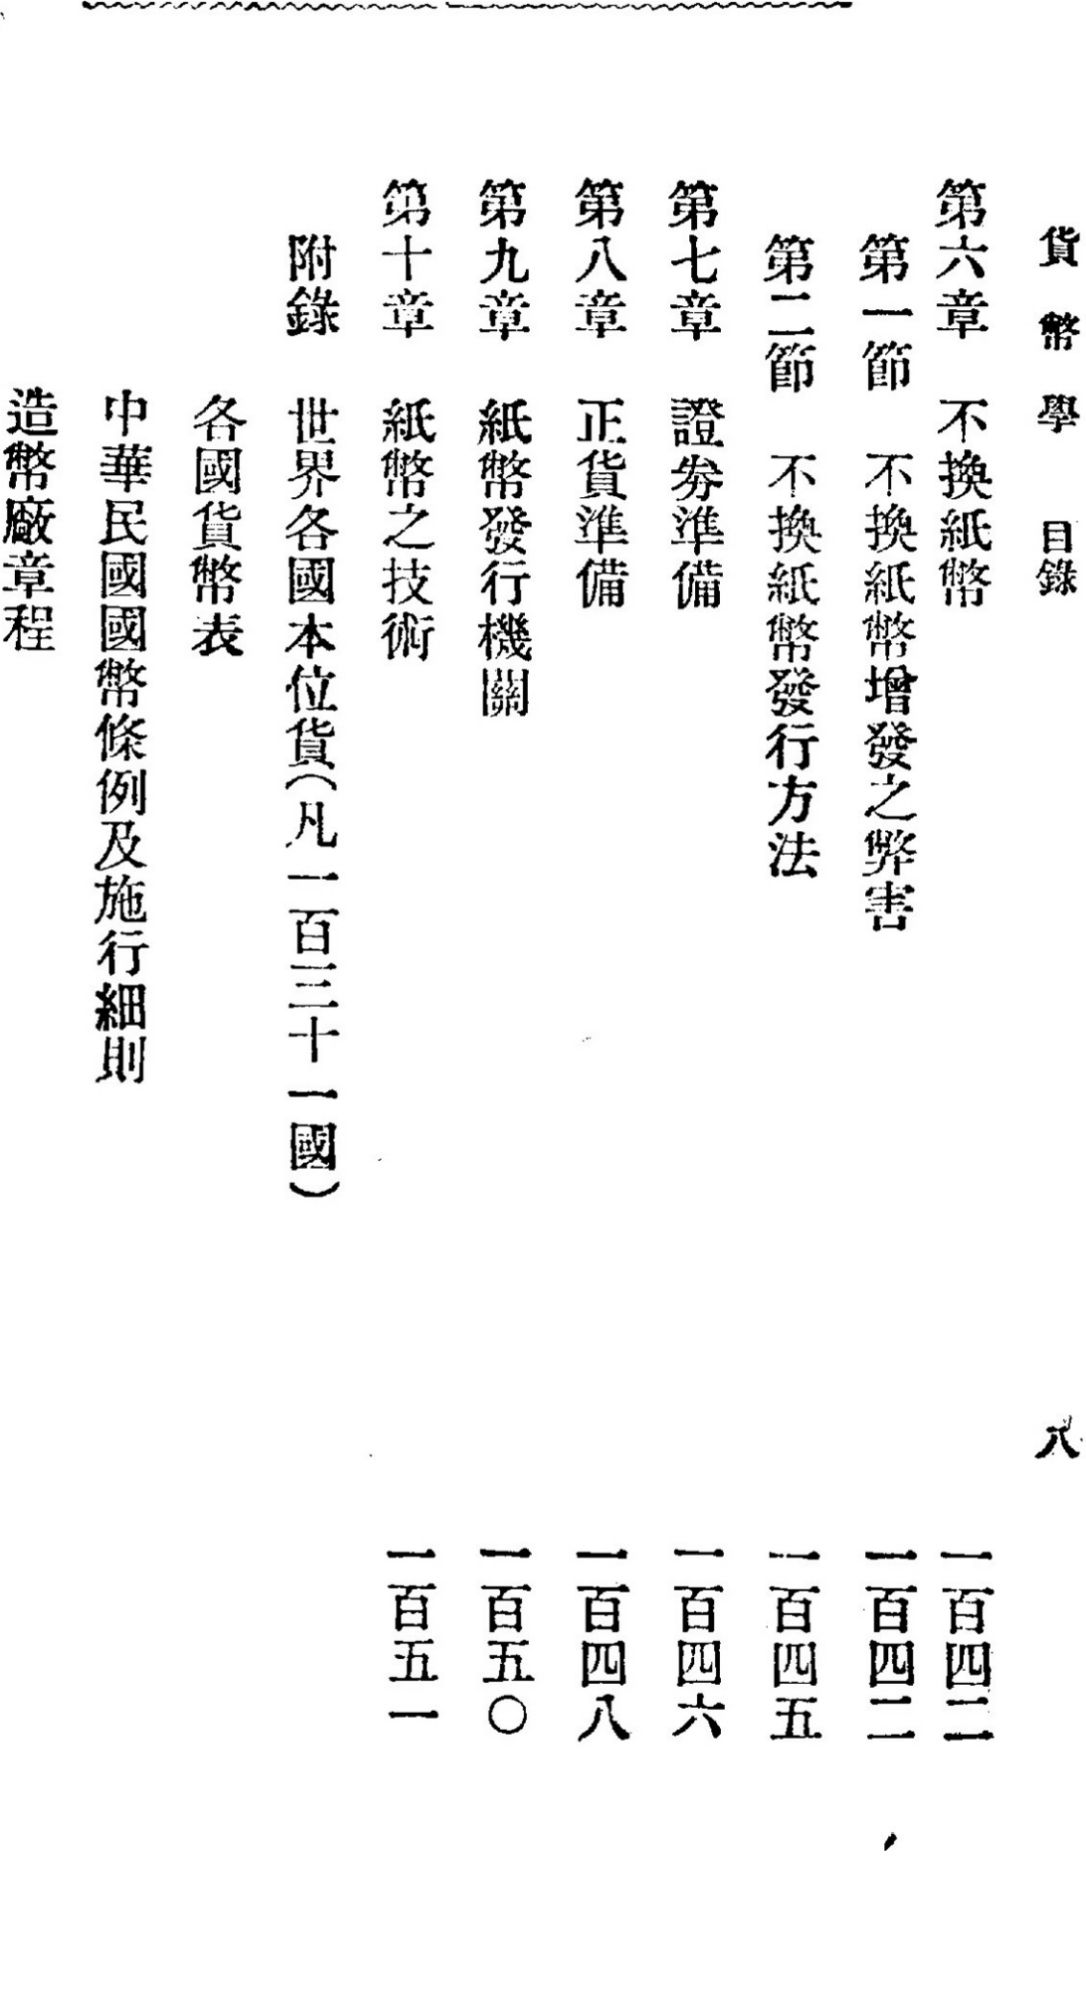 貨幣學 目錄 八
第六章 不換紙幣 一百四二
第一節 不換紙幣增發之弊害 一百四二
第二節 不換紙幣發行方法 一百四五
第七章 證券準備 一百四六
第八章 正貨準備 一百四八
第九章 紙幣發行機關 一百五〇
第十章 紙幣之技術 一百五一
附錄 世界各國本位貨(凡一百三十一國)
各國貨幣表
中華民國國幣條例及施行細則
造幣廠章程